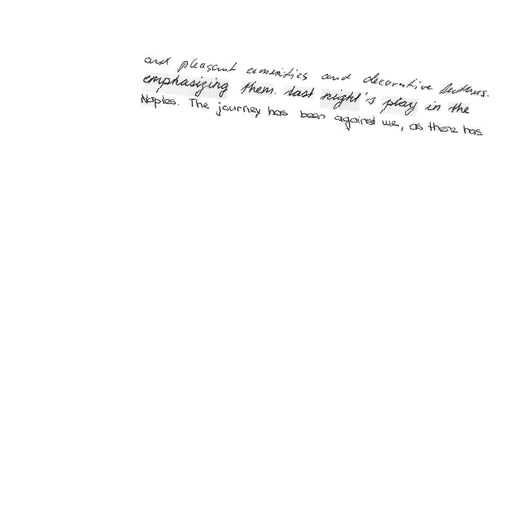 and pleasant amenities and decorative
emphasizing them. Last night's play in the
Naples. The journey has been against us, as there has